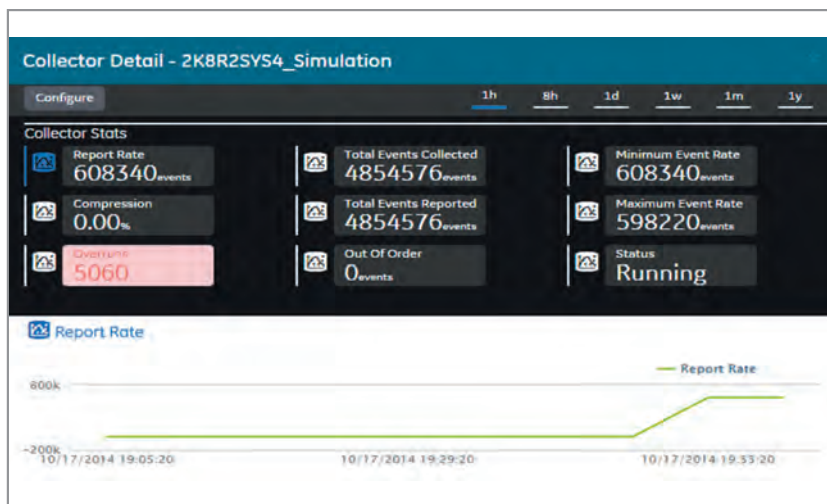 Collector Detail - 2K8R2SYS4_Simulation
Configure
1h 8h 1d 1w 1m 1y
Collector Stats
Report Rate
608340events
Total Events Collected
4854576events
Minimum Event Rate
608340events
Compression
0.00%
Total Events Reported
4854576events
Maximum Event Rate
598220events
Overruns
5060
Out Of Order
0events
Status
Running
Report Rate
Report Rate
600k
-200k
10/17/2014 19:05:20 10/17/2014 19:29:20 10/17/2014 19:33:20